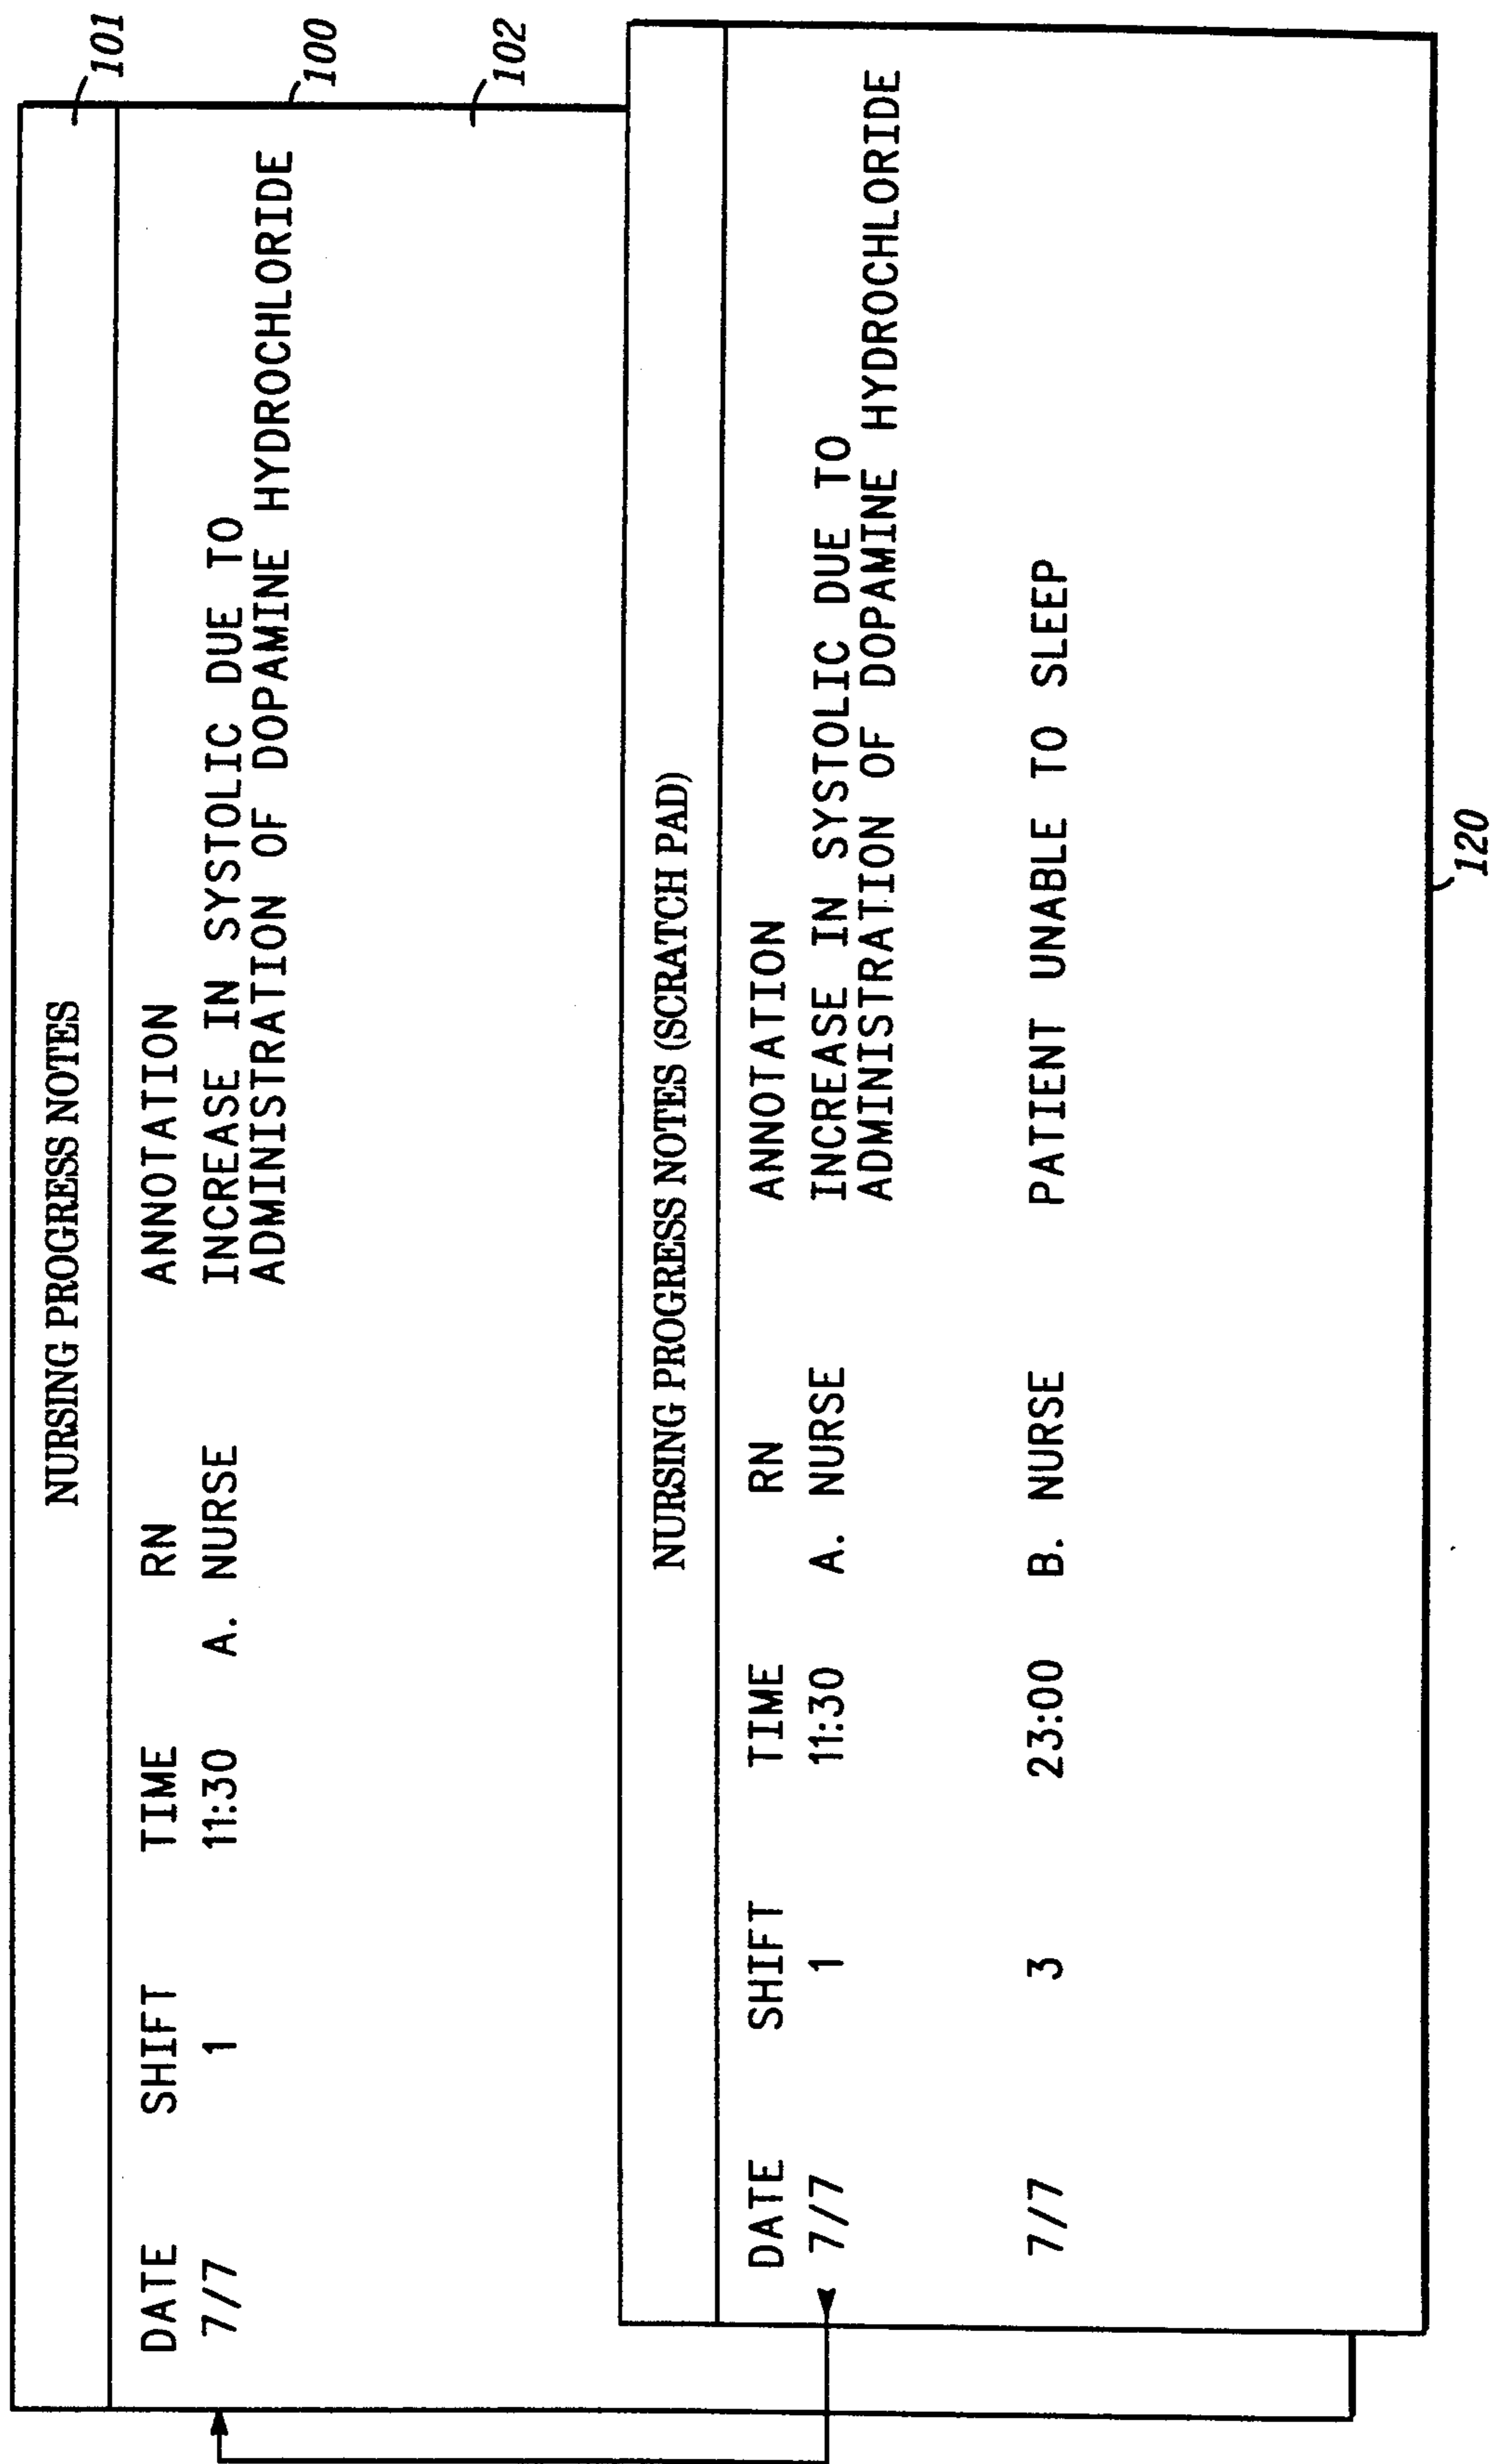 NURSING PROGRESS NOTES
101
DATE SHIFT TIME RN ANNOTATION
7/7 1 11:30 A. NURSE INCREASE IN SYSTOLIC DUE TO
ADMINISTRATION OF DOPAMINE HYDROCHLORIDE
100
102
NURSING PROGRESS NOTES (SCRATCH PAD)
DATE SHIFT TIME RN ANNOTATION
7/7 1 11:30 A. NURSE INCREASE IN SYSTOLIC DUE TO
ADMINISTRATION OF DOPAMINE HYDROCHLORIDE
7/7 3 23:00 B. NURSE PATIENT UNABLE TO SLEEP
120